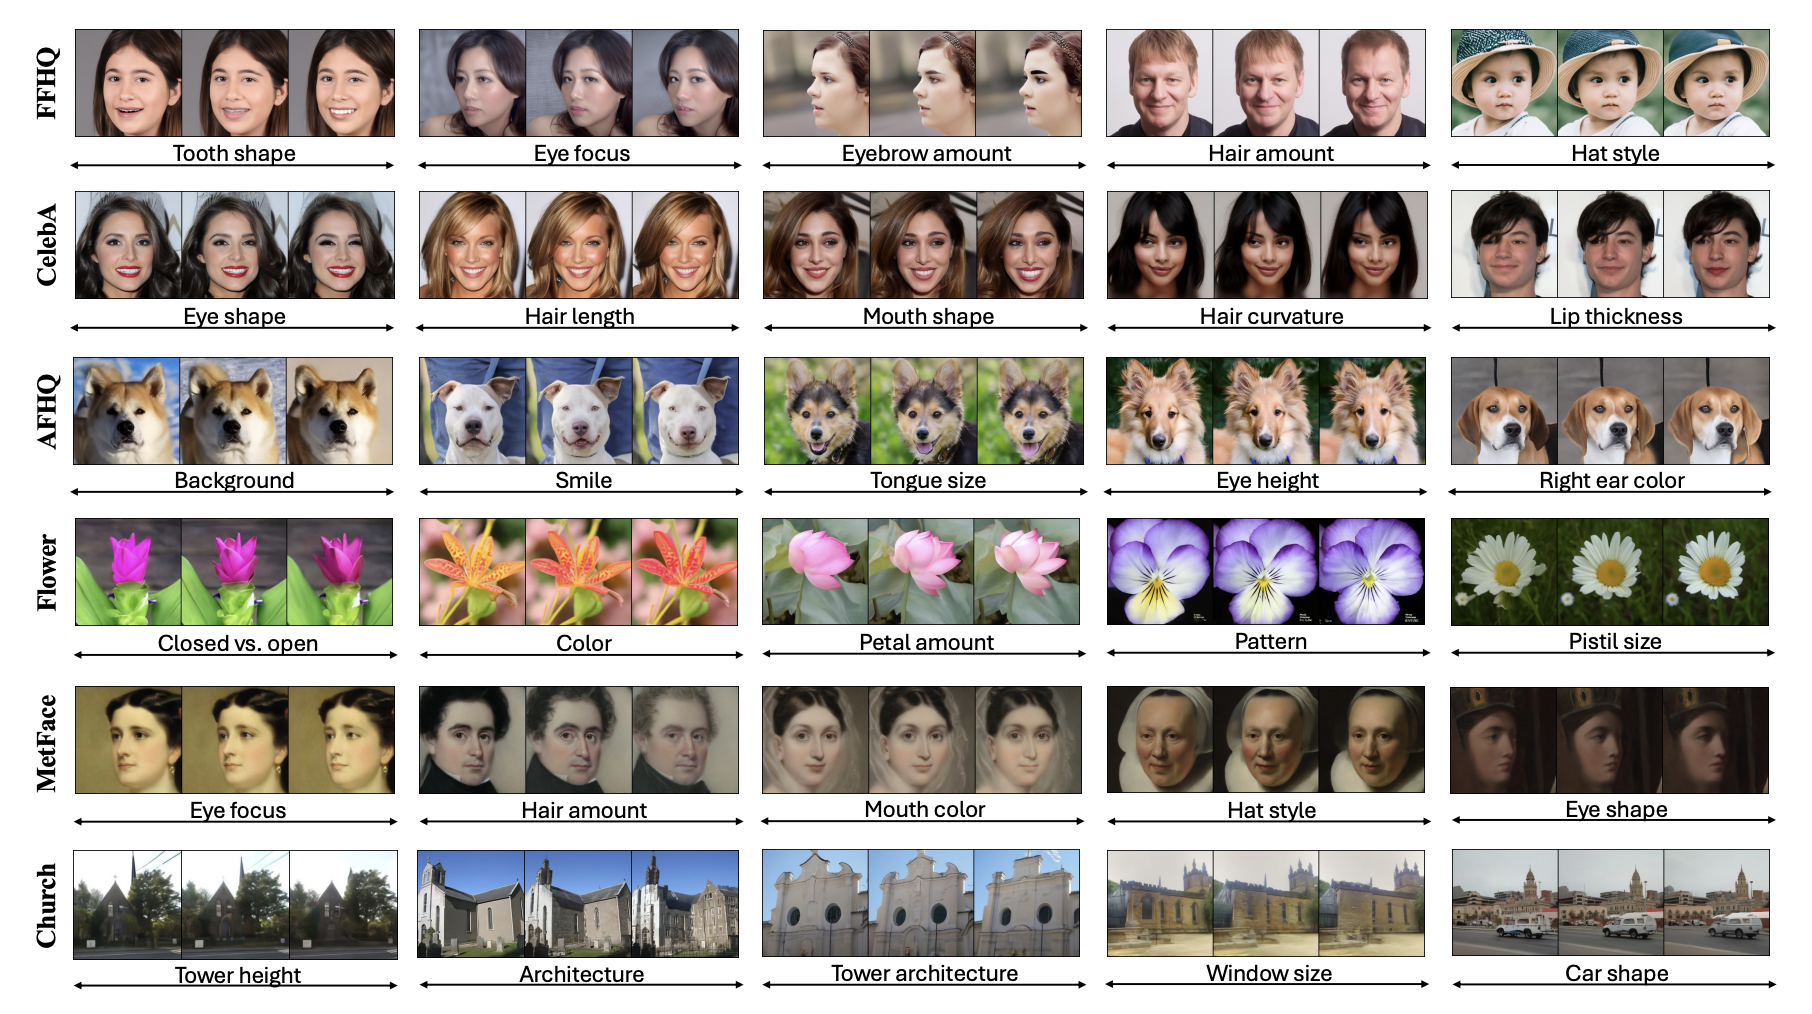 FFHQ
Tooth shape
Eye focus
Eyebrow amount
Hair amount
Hat style
CelebA
Eye shape
Hair length
Mouth shape
Hair curvature
Lip thickness
AFHQ
Background
Smile
Tongue size
Eye height
Right ear color
Flower
Closed vs. open
Color
Petal amount
Pattern
Pistil size
MetFace
Eye focus
Hair amount
Mouth color
Hat style
Eye shape
Church
Tower height
Architecture
Tower architecture
Window size
Car shape